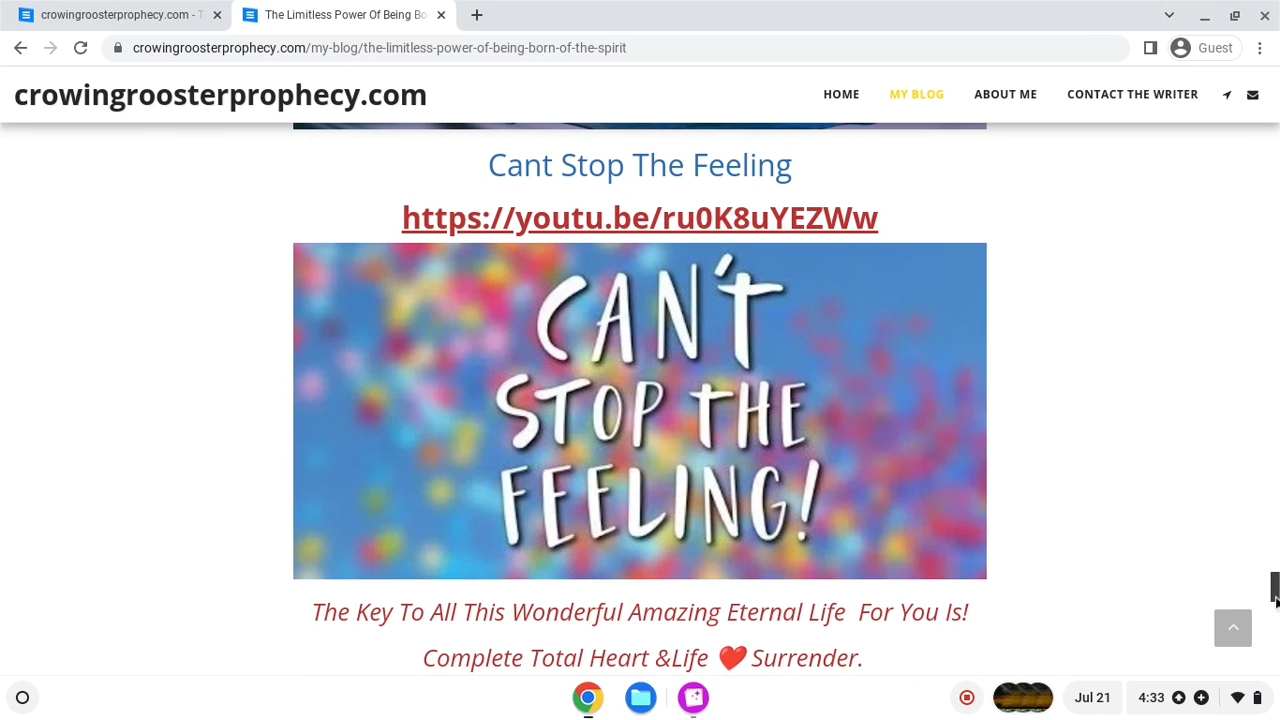 crowingroosterprophecy.com - T
The Limitless Power Of Being Bo
crowingroosterprophecy.com/my-blog/the-limitless-power-of-being-born-of-the-spirit
Guest
crowingroosterprophecy.com
HOME MY BLOG ABOUT ME CONTACT THE WRITER
Cant Stop The Feeling
https://youtu.be/ru0K8uYEZWw
CAN'T
STOP THE
FEELING!
The Key To All This Wonderful Amazing Eternal Life For You Is!
Complete Total Heart &Life ❤️ Surrender.
Jul 21 4:33